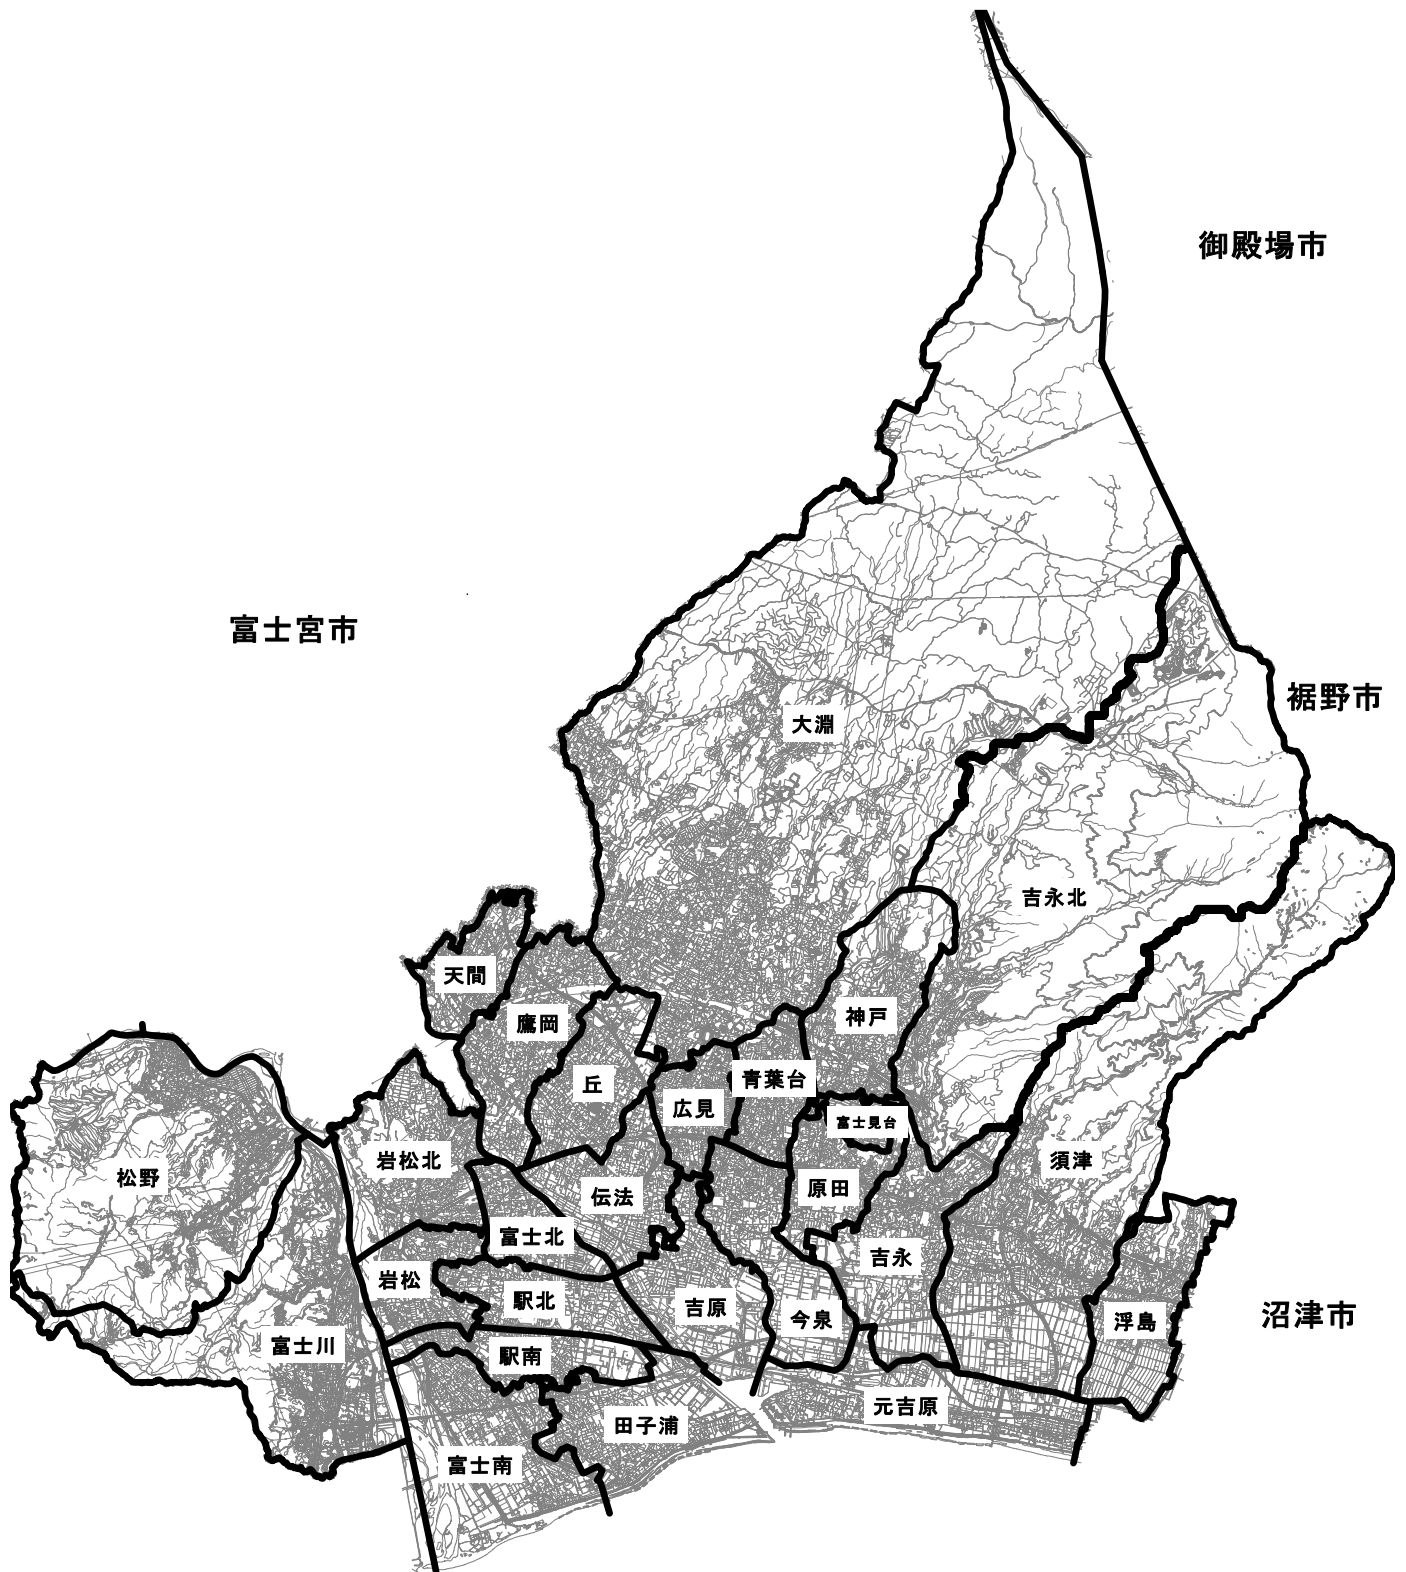 御殿場市
富士宮市
裾野市
大淵
吉永北
天間
鷹岡
神戸
丘
青葉台
広見
富士見台
岩松北
須津
松野
原田
伝法
富士北
吉永
岩松
駅北
吉原
今泉
浮島
沼津市
富士川
駅南
元吉原
田子浦
富士南